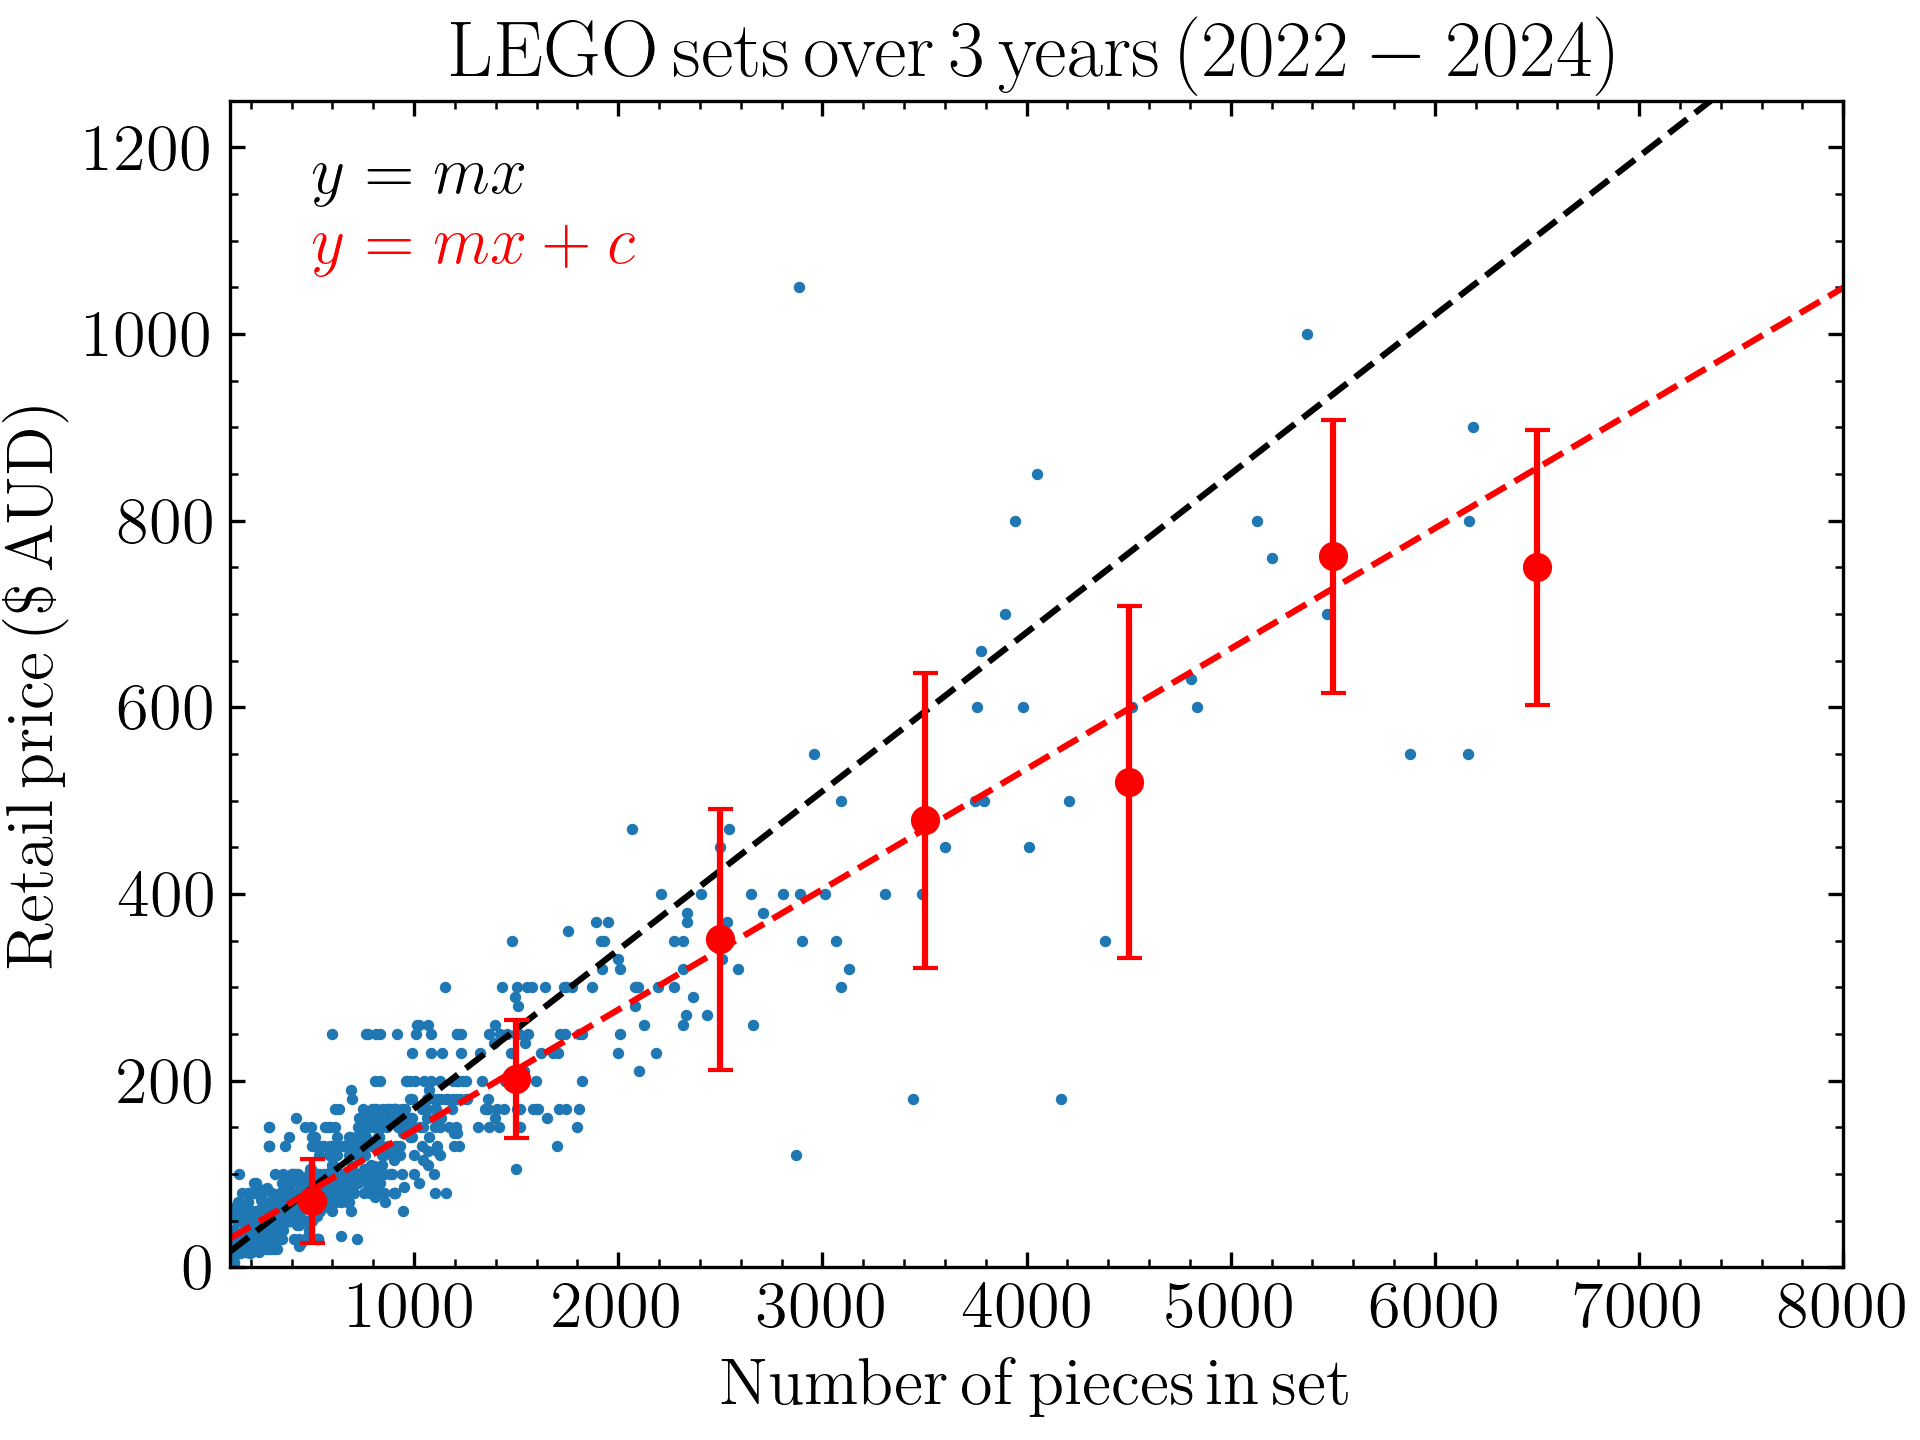 LEGO sets over 3 years (2022 − 2024)
y = mx
y = mx + c
Retail price ($ AUD)
1200
1000
800
600
400
200
0
1000 2000 3000 4000 5000 6000 7000 8000
Number of pieces in set